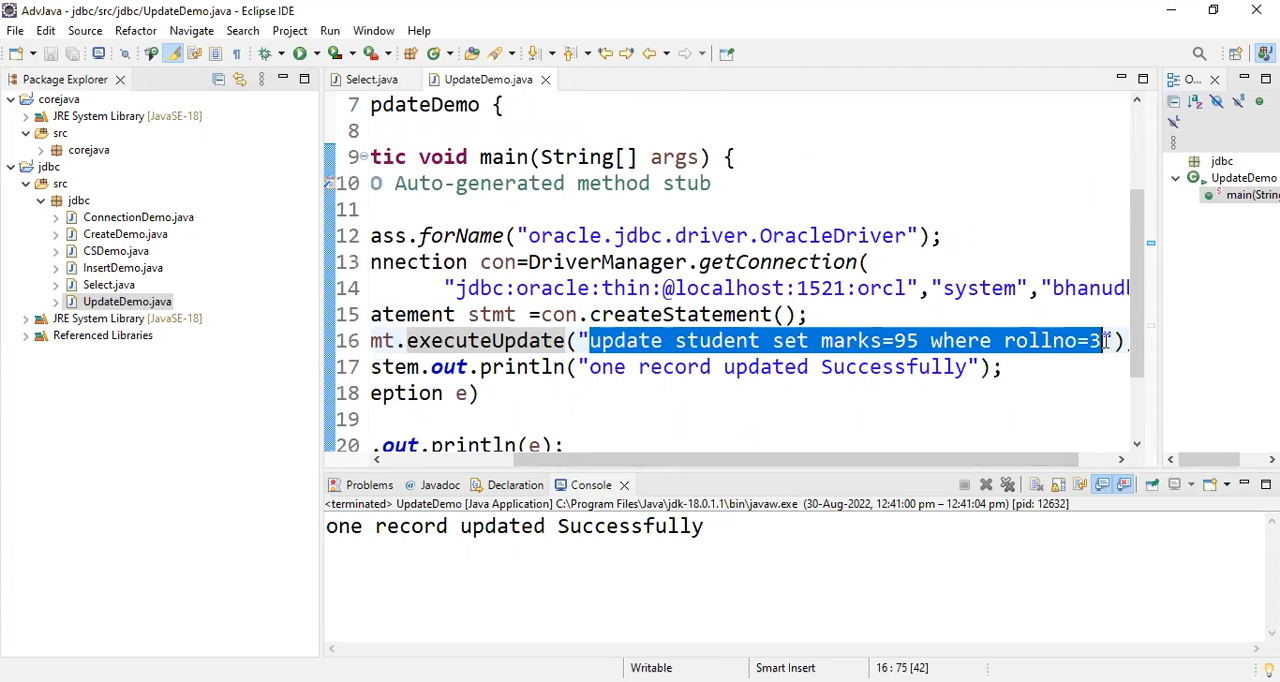 AdvJava - jdbc/src/jdbc/UpdateDemo.java - Eclipse IDE
File Edit Source Refactor Navigate Search Project Run Window Help
Package Explorer
Select.java
UpdateDemo.java
O...
corejava
JRE System Library [JavaSE-18]
src
corejava
jdbc
src
jdbc
ConnectionDemo.java
CreateDemo.java
CSDemo.java
InsertDemo.java
Select.java
UpdateDemo.java
JRE System Library [JavaSE-18]
Referenced Libraries
7 pdateDemo {
8
9 tic void main(String[] args) {
10 O Auto-generated method stub
11
12 ass.forName("oracle.jdbc.driver.OracleDriver");
13 nnection con=DriverManager.getConnection(
14 "jdbc:oracle:thin:@localhost:1521:orcl","system","bhanudb
15 atement stmt =con.createStatement();
16 mt.executeUpdate("update student set marks=95 where rollno=3")
17 stem.out.println("one record updated Successfully");
18 eption e)
19
20 .out.println(e);
jdbc
UpdateDemo
main(String
Problems
Javadoc
Declaration
Console
<terminated> UpdateDemo [Java Application] C:\Program Files\Java\jdk-18.0.1.1\bin\javaw.exe (30-Aug-2022, 12:41:00 pm – 12:41:04 pm) [pid: 12632]
one record updated Successfully
Writable
Smart Insert
16 : 75 [42]